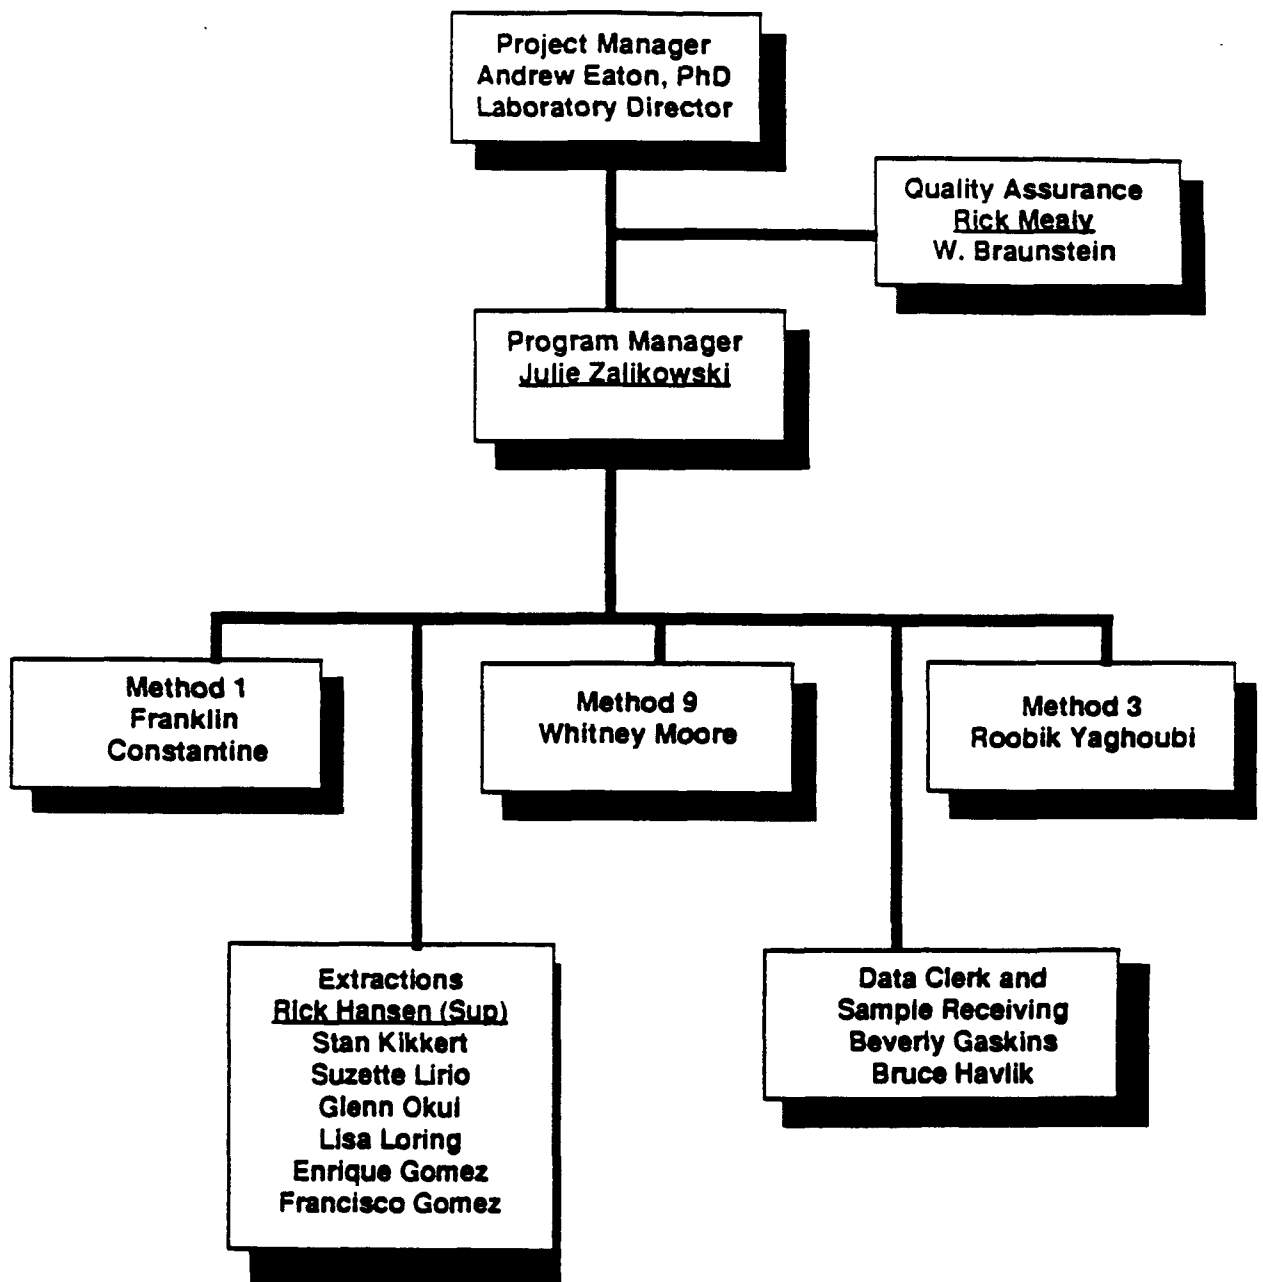 Project Manager
Andrew Eaton, PhD
Laboratory Director
Quality Assurance
Rick Mealy
W. Braunstein
Program Manager
Julie Zalikowski
Method 1
Franklin
Constantine
Method 9
Whitney Moore
Method 3
Roobik Yaghoubi
Extractions
Rick Hansen (Sup)
Stan Kikkert
Suzette Lirio
Glenn Okui
Lisa Loring
Enrique Gomez
Francisco Gomez
Data Clerk and
Sample Receiving
Beverly Gaskins
Bruce Havlik